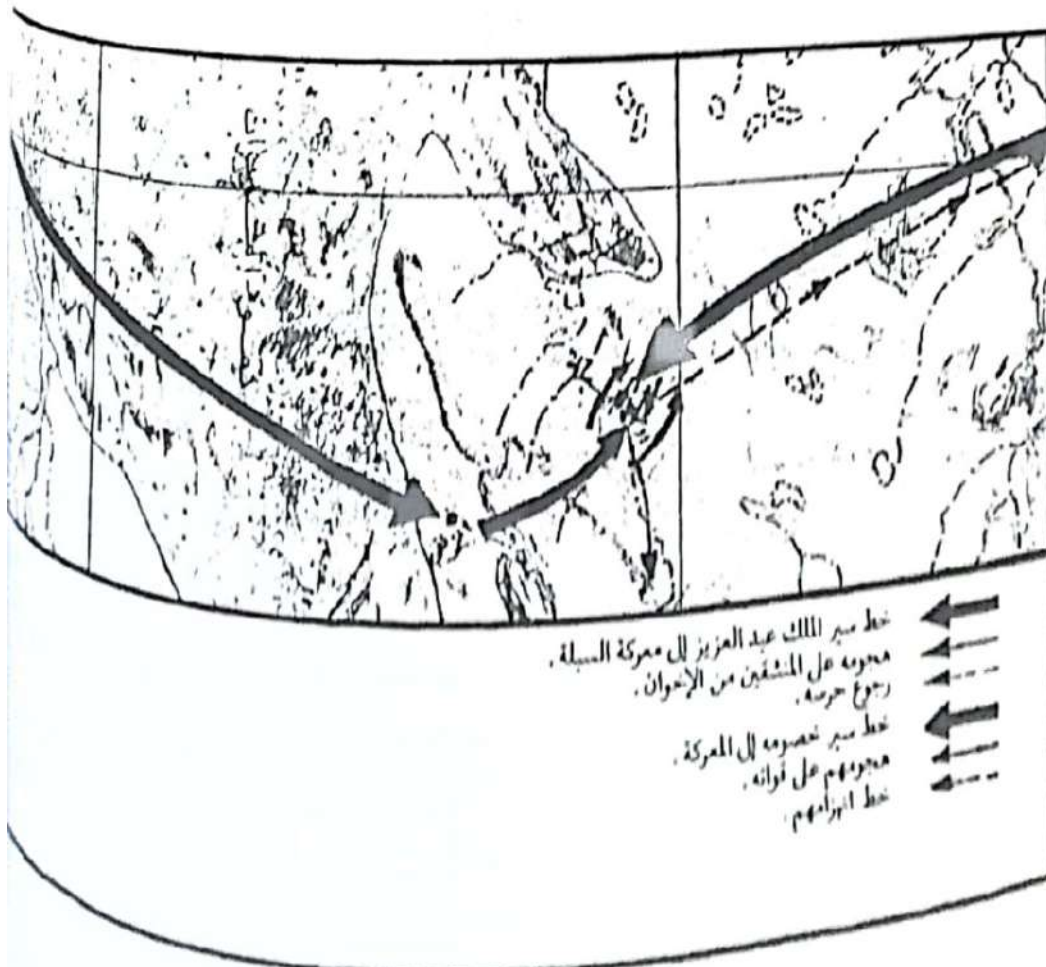 خط سير الملك عبد العزيز إلى معركة السبلة .
هجومه على المنشقين من الإخوان .
رجوع حرسه .
خط سير خصومه إلى المعركة .
هجومهم على قواته .
خط انهزامهم .